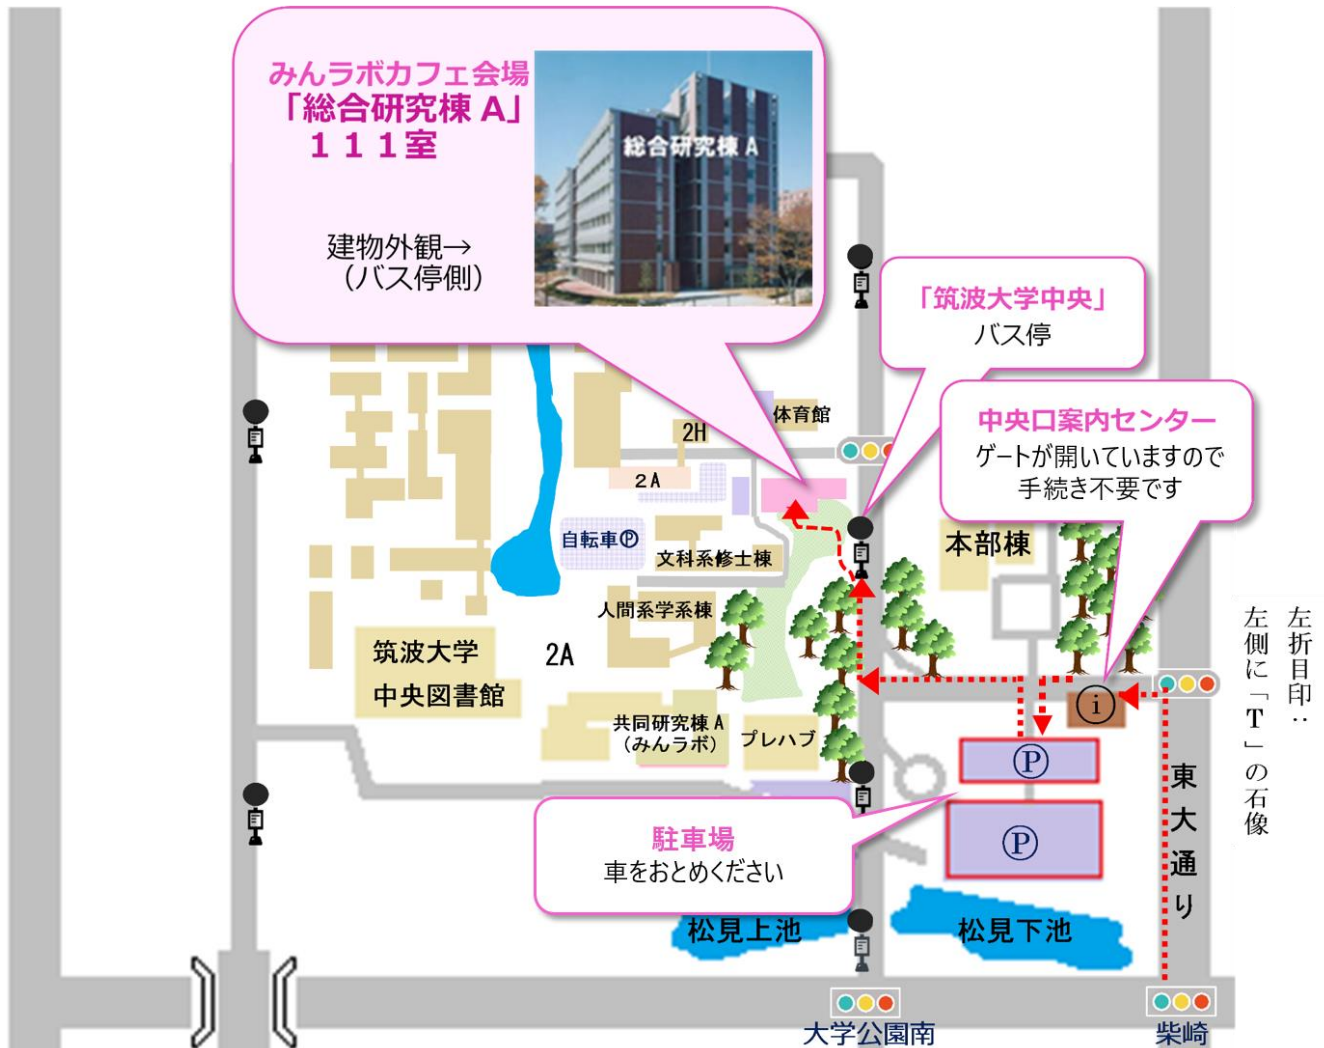 みんラボカフェ会場
「総合研究棟 A」
１１１室
建物外観→
（バス停側）
総合研究棟 A
「筑波大学中央」
バス停
中央口案内センター
ゲートが開いていますので
手続き不要です
体育館
2H
2A
自転車Ⓟ
文科系修士棟
本部棟
人間系学系棟
筑波大学
中央図書館
2A
共同研究棟 A
（みんラボ）
プレハブ
i
Ⓟ
Ⓟ
駐車場
車をおとめください
東大通り
左折目印：
左側に「T」の石像
松見上池
松見下池
大学公園南
柴崎